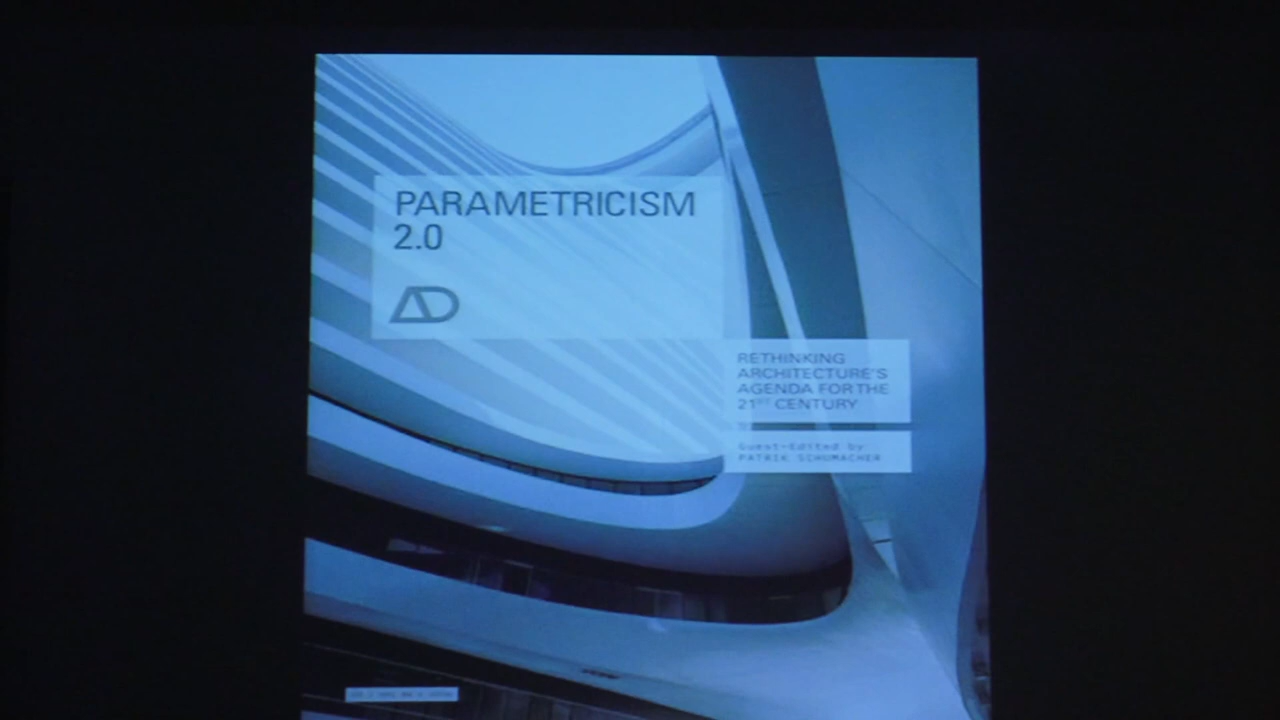 PARAMETRICISM
2.0
AD
RETHINKING
ARCHITECTURE'S
AGENDA FOR THE
21ST CENTURY
Guest-Edited by
PATRIK SCHUMACHER